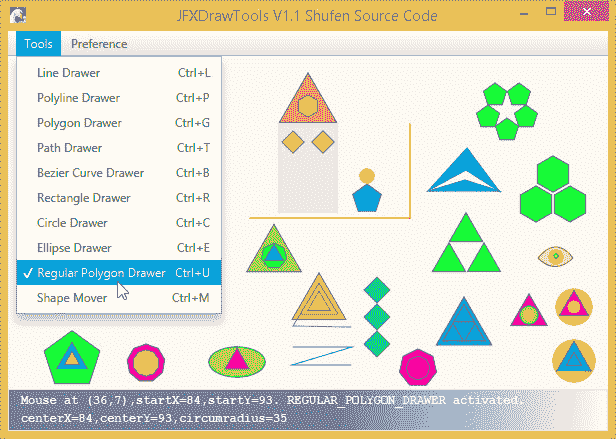 JFXDrawTools V1.1 Shufen Source Code
Tools Preference
Line Drawer Ctrl+L
Polyline Drawer Ctrl+P
Polygon Drawer Ctrl+G
Path Drawer Ctrl+T
Bezier Curve Drawer Ctrl+B
Rectangle Drawer Ctrl+R
Circle Drawer Ctrl+C
Ellipse Drawer Ctrl+E
✓ Regular Polygon Drawer Ctrl+U
Shape Mover Ctrl+M
Mouse at (36,7),startX=84,startY=93. REGULAR_POLYGON_DRAWER activated.
centerX=84,centerY=93,circumradius=35